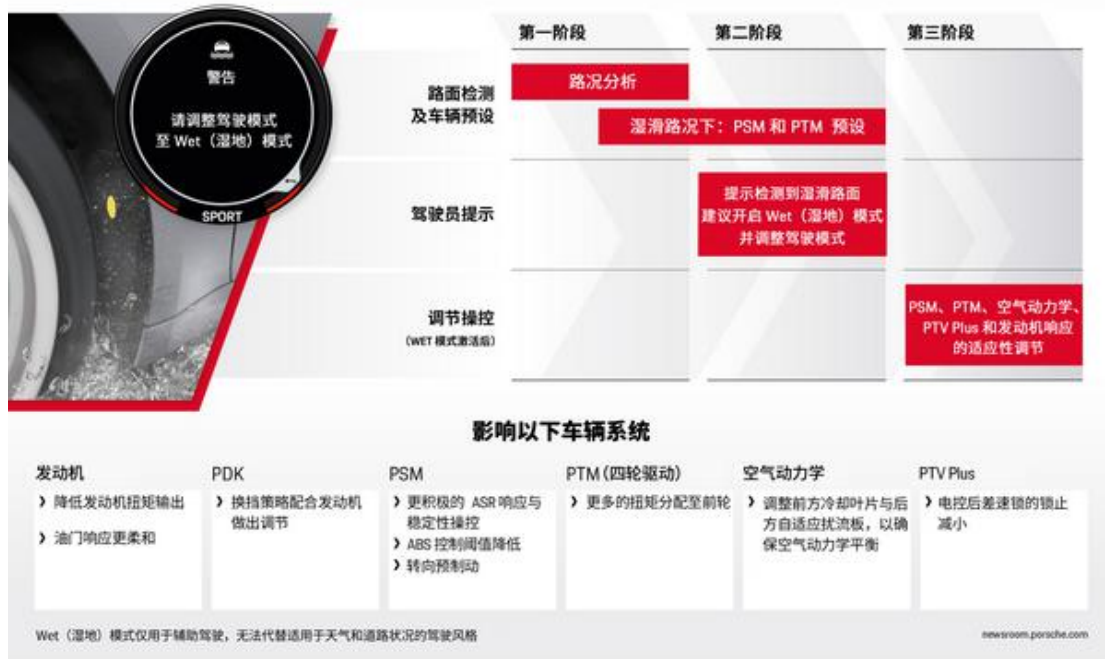 警告
请调整驾驶模式
至 Wet（湿地）模式
SPORT
第一阶段
第二阶段
第三阶段
路面检测
及车辆预设
路况分析
湿滑路况下：PSM 和 PTM 预设
驾驶员提示
提示检测到湿滑路面
建议开启 Wet（湿地）模式
并调整驾驶模式
调节操控
(WET 模式激活后)
PSM、PTM、空气动力学、
PTV Plus 和发动机响应
的适应性调节
影响以下车辆系统
发动机
❯ 降低发动机扭矩输出
❯ 油门响应更柔和
PDK
❯ 换挡策略配合发动机
做出调节
PSM
❯ 更积极的 ASR 响应与
稳定性操控
❯ ABS 控制阈值降低
❯ 转向预制动
PTM（四轮驱动）
❯ 更多的扭矩分配至前轮
空气动力学
❯ 调整前方冷却叶片与后
方自适应扰流板，以确
保空气动力学平衡
PTV Plus
❯ 电控后差速锁的锁止
减小
Wet（湿地）模式仅用于辅助驾驶，无法代替适用于天气和道路状况的驾驶风格
newsroom.porsche.com